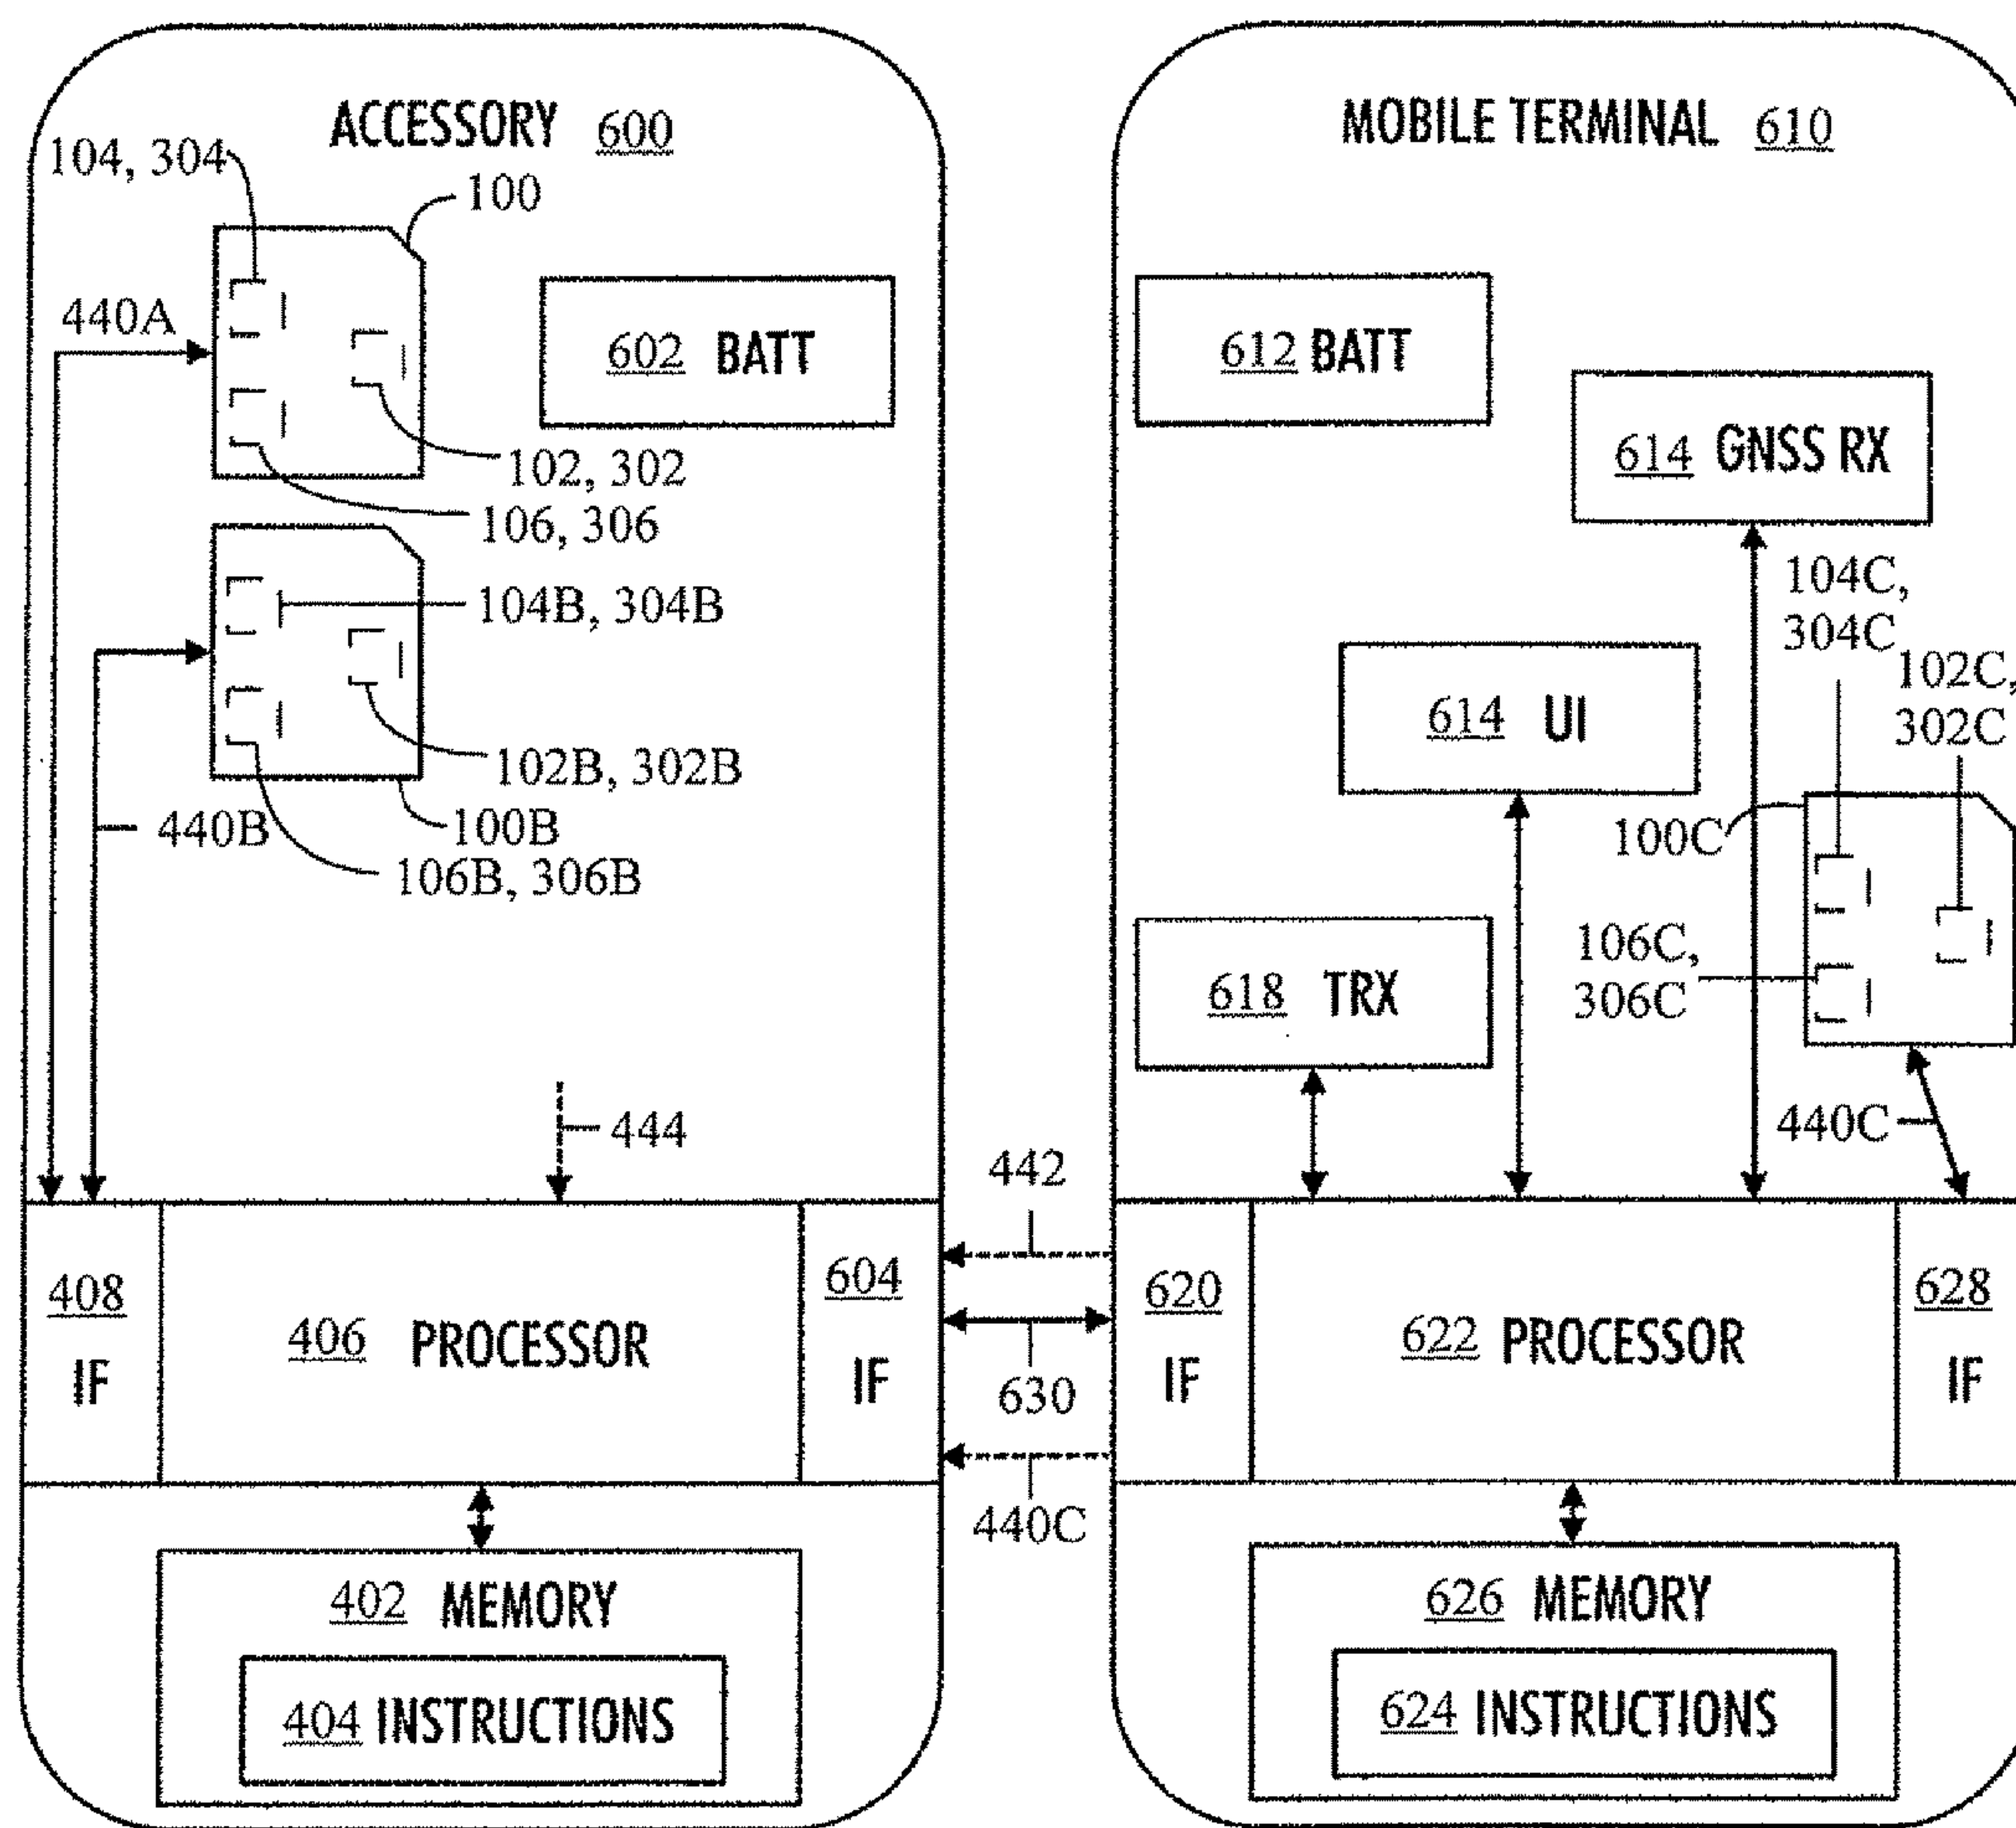 ACCESSORY 600
104, 304
100
440A
602 BATT
102, 302
106, 306
104B, 304B
102B, 302B
440B
100B
106B, 306B
444
408
IF
406 PROCESSOR
604
IF
402 MEMORY
404 INSTRUCTIONS
442
630
440C
MOBILE TERMINAL 610
612 BATT
614 GNSS RX
104C,
304C
102C,
302C
614 UI
100C
106C,
306C
618 TRX
440C
620
IF
622 PROCESSOR
628
IF
626 MEMORY
624 INSTRUCTIONS